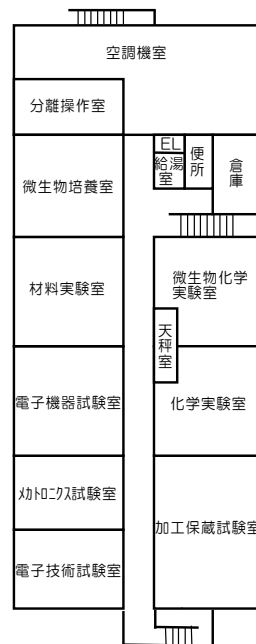 空調機室
分離操作室
EL
給湯
室
便
所
倉
庫
微生物培養室
材料実験室
微生物化学
実験室
天
秤
室
電子機器試験室
化学実験室
ﾒｶﾄﾛﾆｸｽ試験室
加工保蔵試験室
電子技術試験室